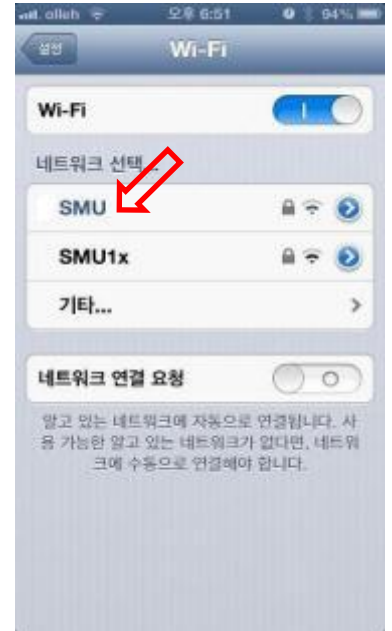 olleh 오후 6:51 94%
설정 Wi-Fi
Wi-Fi
네트워크 선택...
SMU
SMU1x
기타...
네트워크 연결 요청
알고 있는 네트워크에 자동으로 연결됩니다. 사
용 가능한 알고 있는 네트워크가 없다면, 네트워
크에 수동으로 연결해야 합니다.